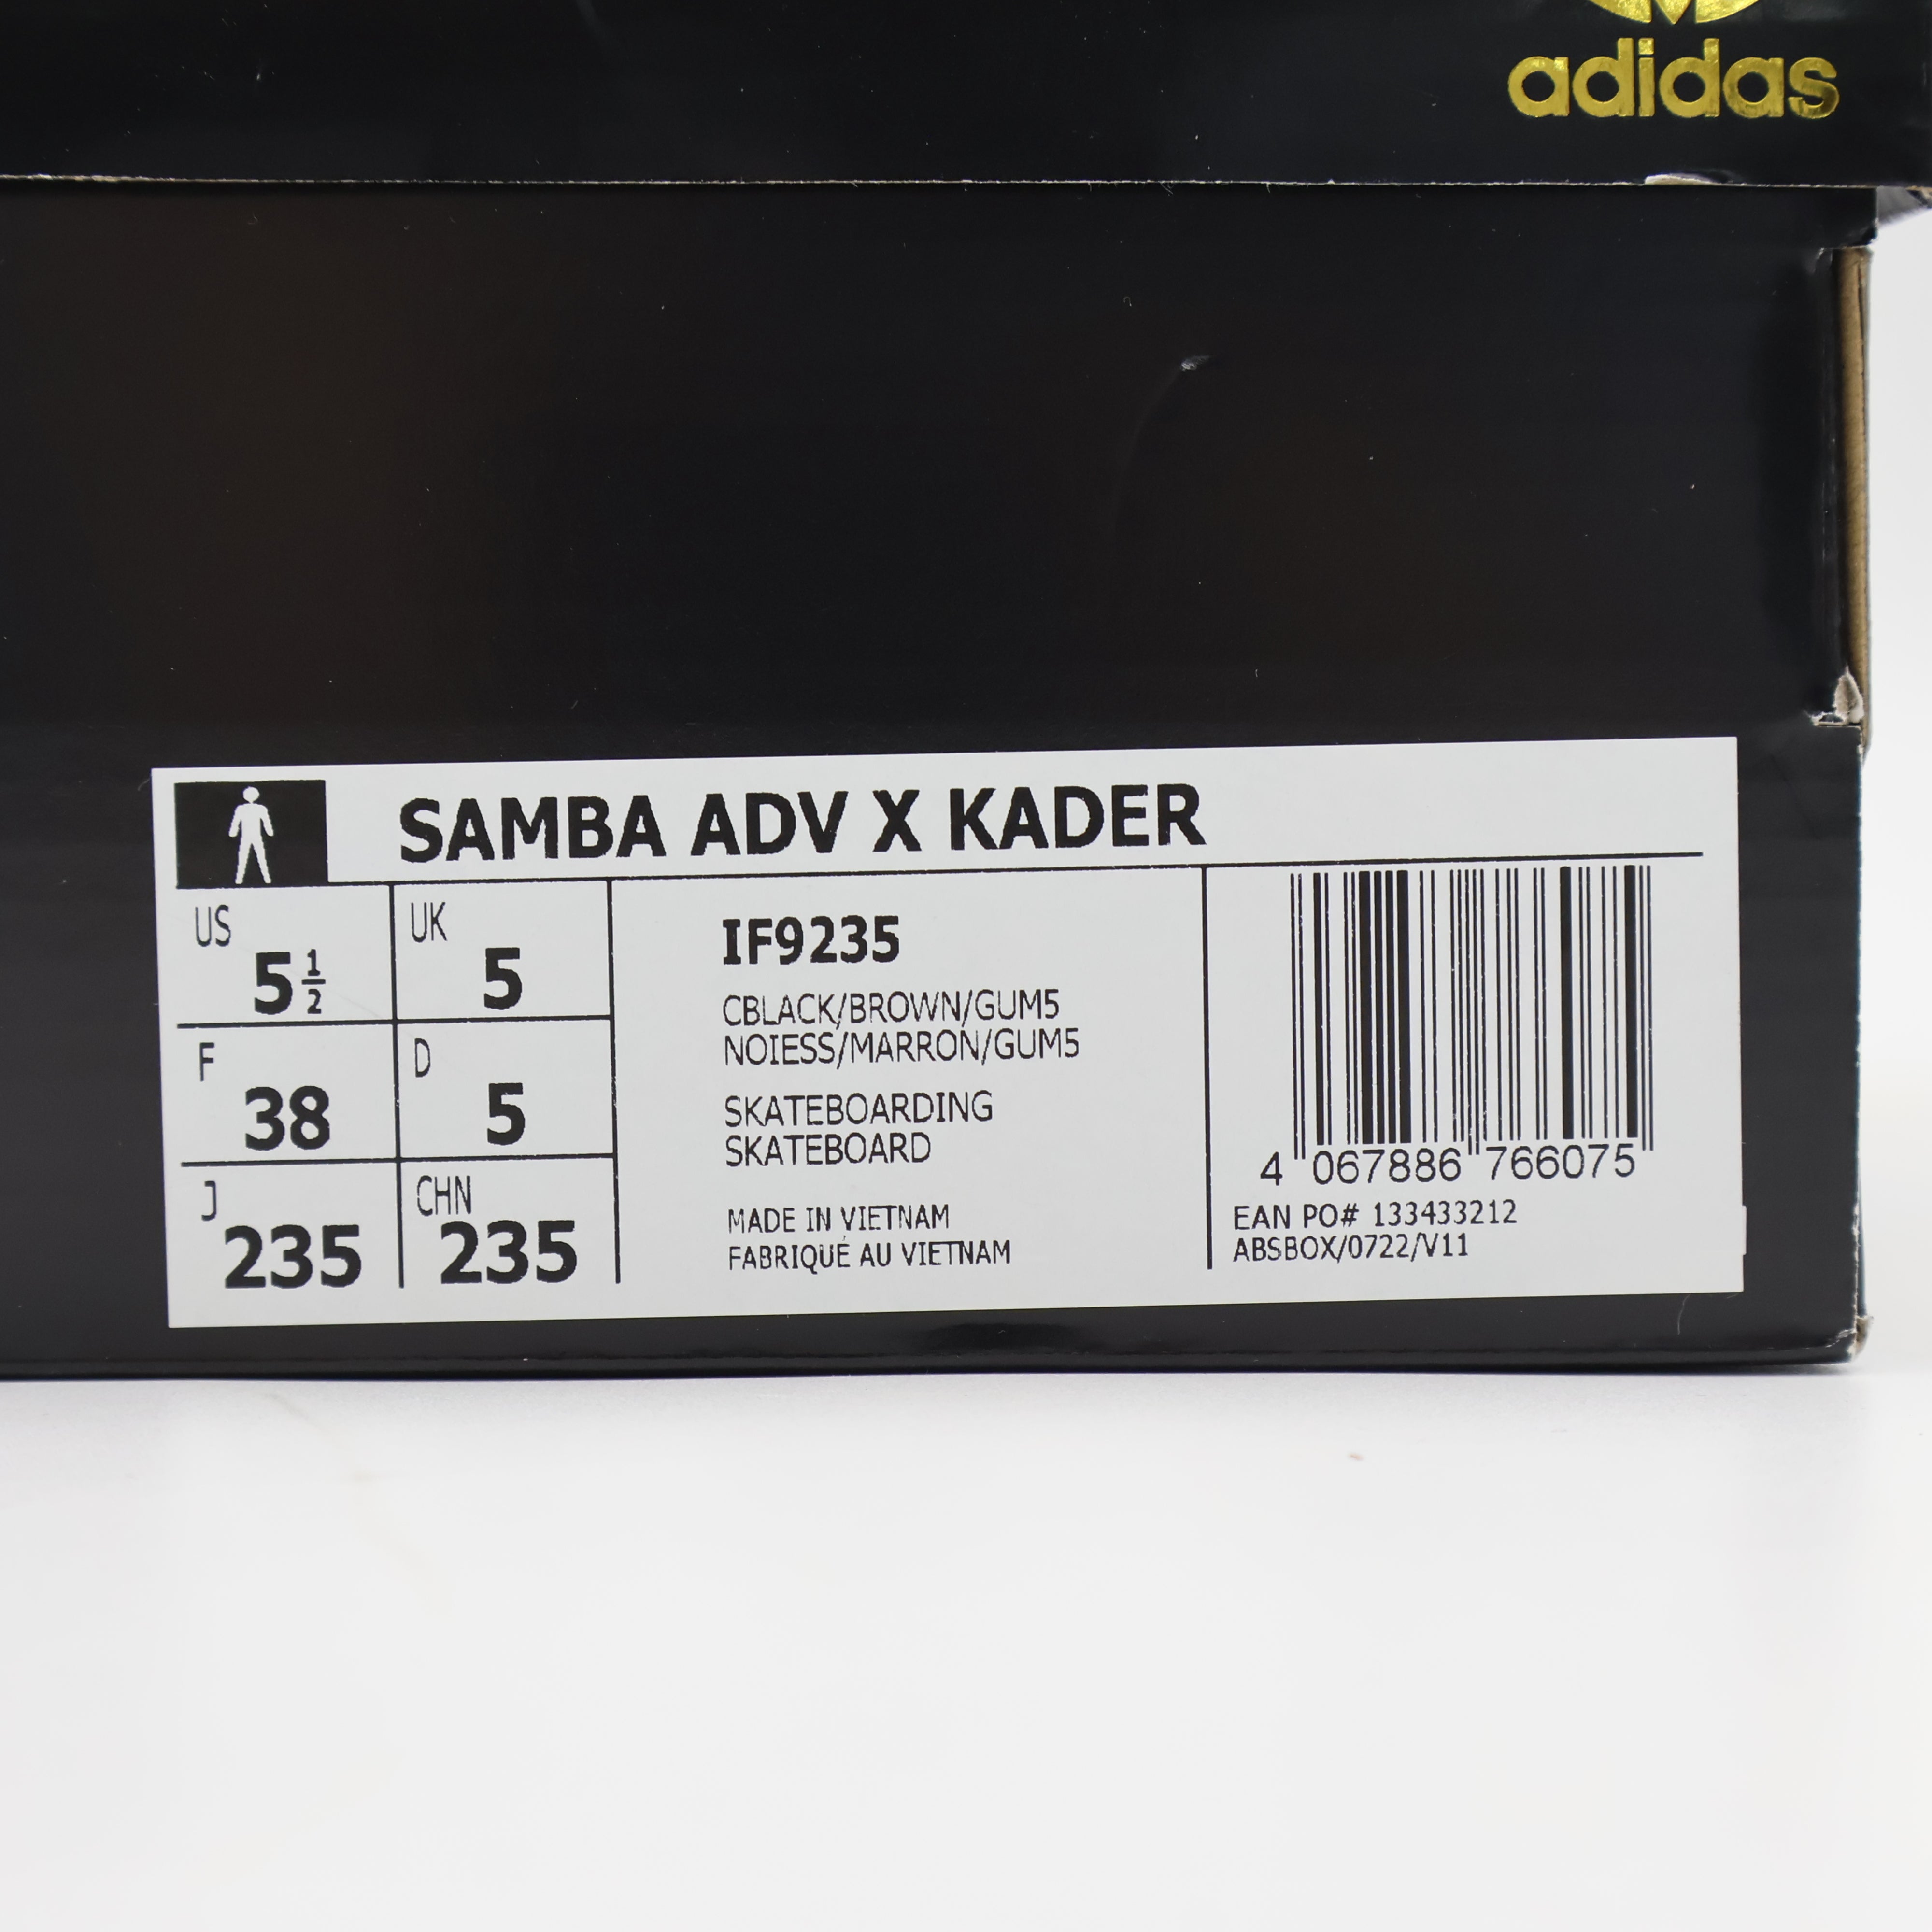 adidas
SAMBA ADV X KADER
US
5 1/2
UK
5
F
38
D
5
J
235
CHN
235
IF9235
CBLACK/BROWN/GUM5
NOIESS/MARRON/GUM5
SKATEBOARDING
SKATEBOARD
MADE IN VIETNAM
FABRIQUÉ AU VIETNAM
4 067886 766075
EAN PO# 133433212
ABSBOX/0722/V11